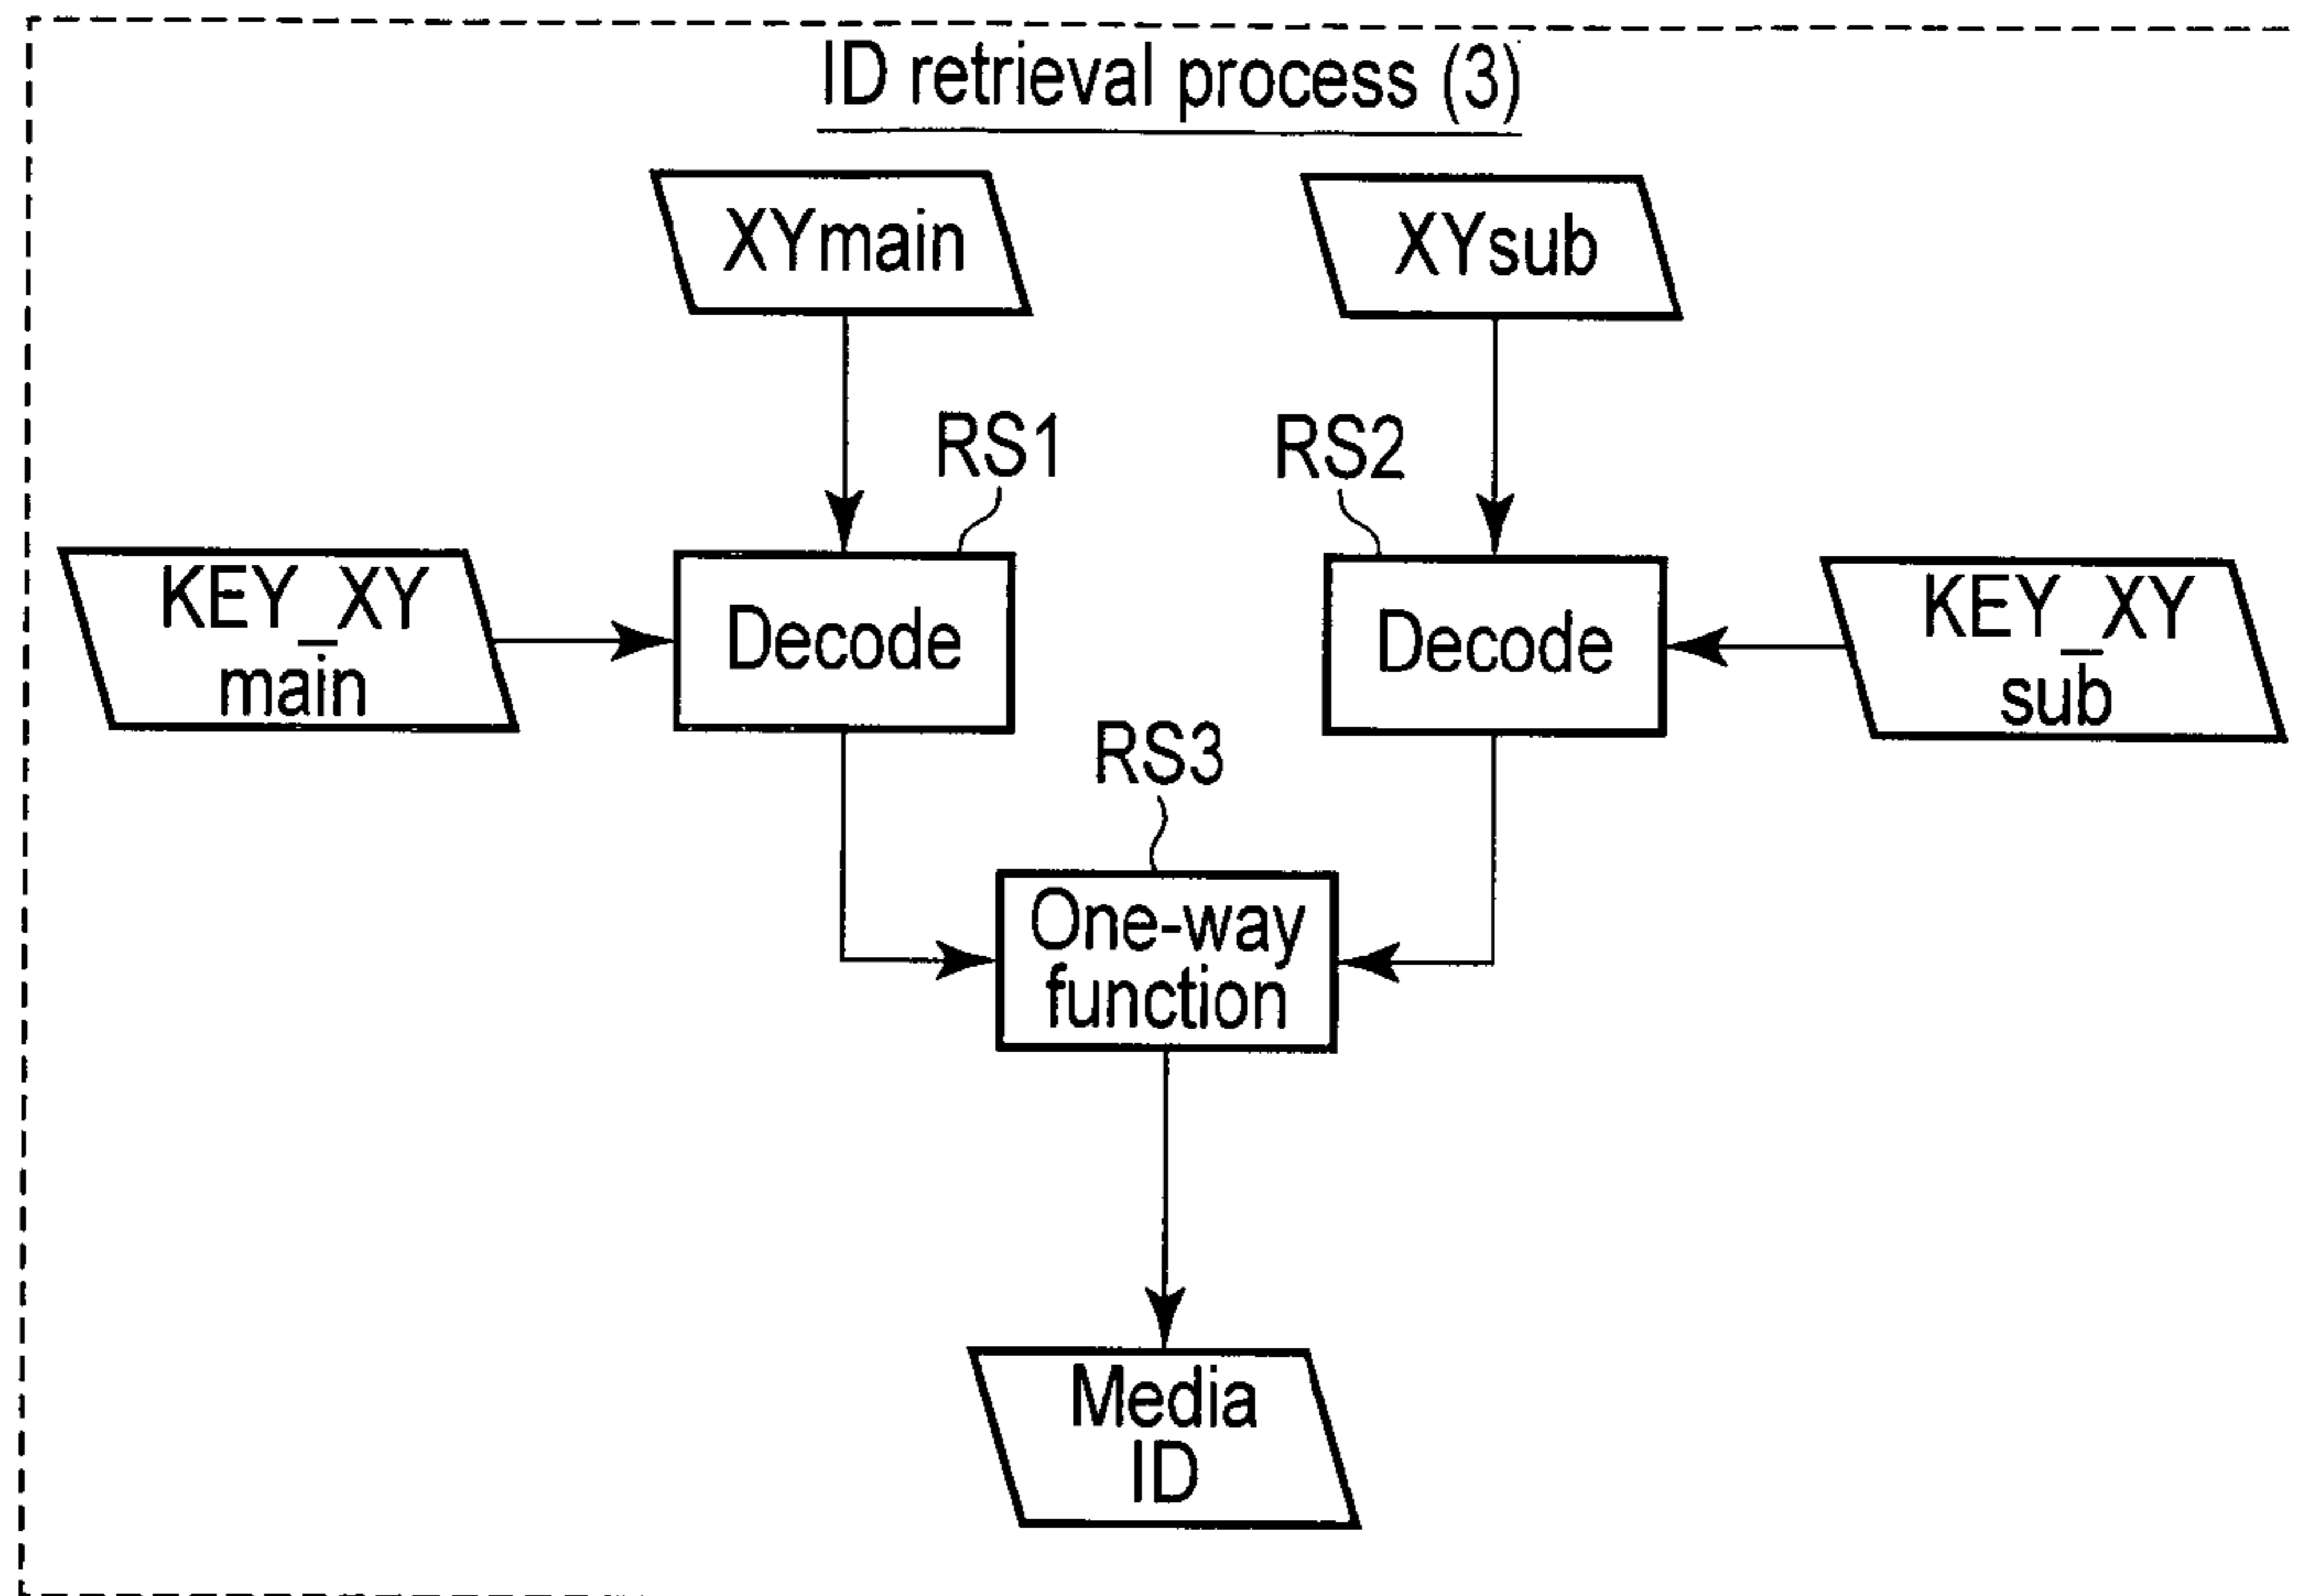 ID retrieval process (3)
XYmain
XYsub
RS1
RS2
KEY_XY
main
Decode
Decode
KEY_XY
sub
RS3
One-way
function
Media
ID